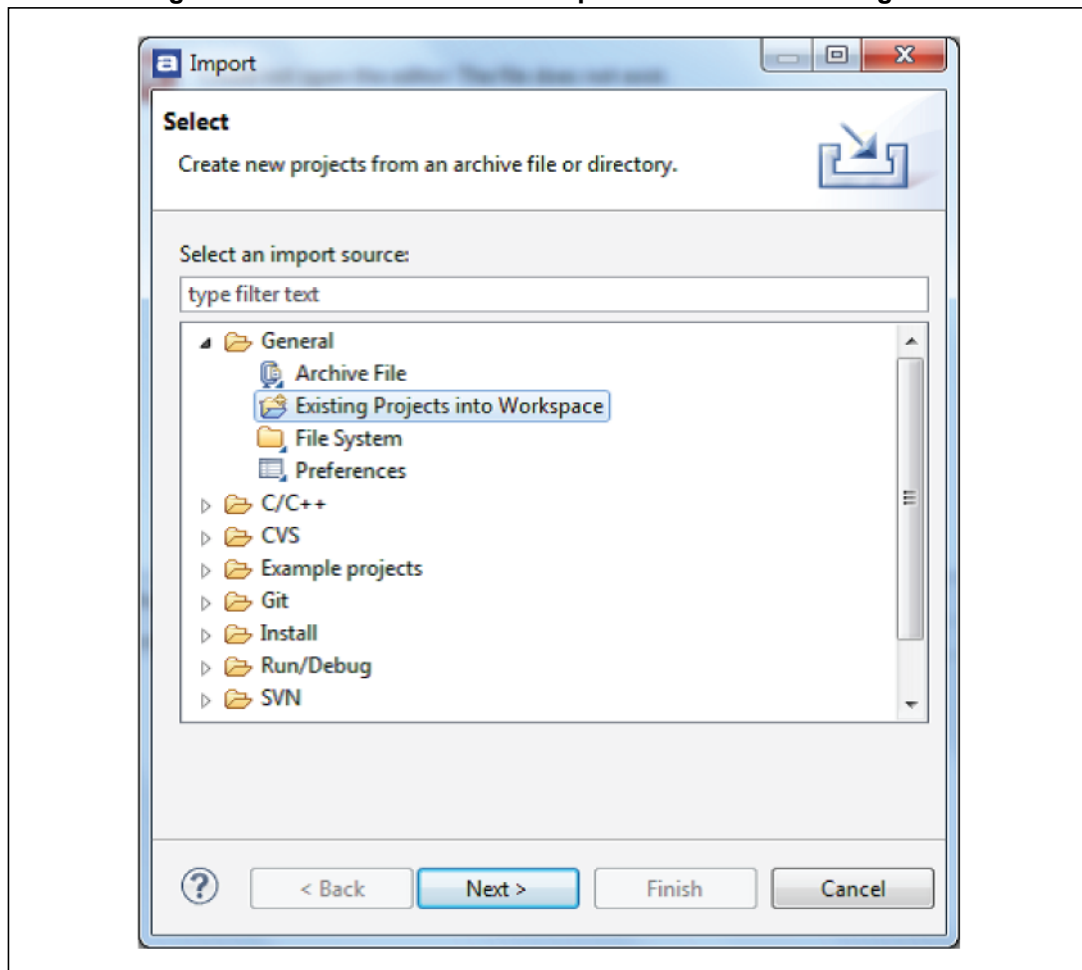 Import
Select
Create new projects from an archive file or directory.
Select an import source:
type filter text
General
Archive File
Existing Projects into Workspace
File System
Preferences
C/C++
CVS
Example projects
Git
Install
Run/Debug
SVN
< Back Next > Finish Cancel